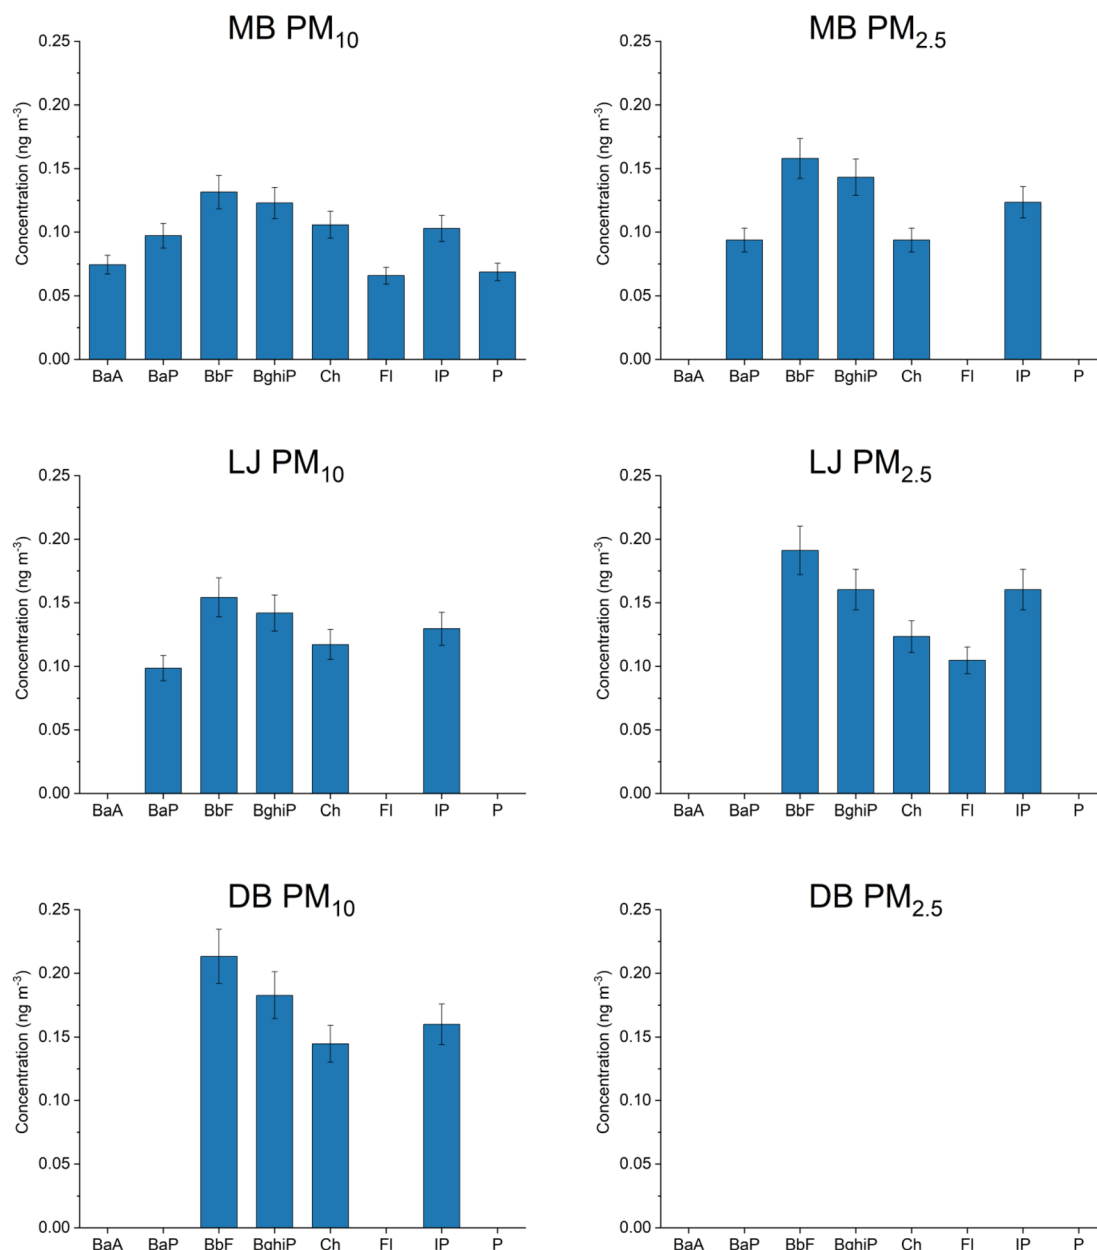 MB PM10
Concentration (ng m-3)
0.25
0.20
0.15
0.10
0.05
0.00
BaA BaP BbF BghiP Ch Fl IP P
MB PM2.5
Concentration (ng m-3)
0.25
0.20
0.15
0.10
0.05
0.00
BaA BaP BbF BghiP Ch Fl IP P
LJ PM10
Concentration (ng m-3)
0.25
0.20
0.15
0.10
0.05
0.00
BaA BaP BbF BghiP Ch Fl IP P
LJ PM2.5
Concentration (ng m-3)
0.25
0.20
0.15
0.10
0.05
0.00
BaA BaP BbF BghiP Ch Fl IP P
DB PM10
Concentration (ng m-3)
0.25
0.20
0.15
0.10
0.05
0.00
BaA BaP BbF BghiP Ch Fl IP P
DB PM2.5
Concentration (ng m-3)
0.25
0.20
0.15
0.10
0.05
0.00
BaA BaP BbF BghiP Ch Fl IP P